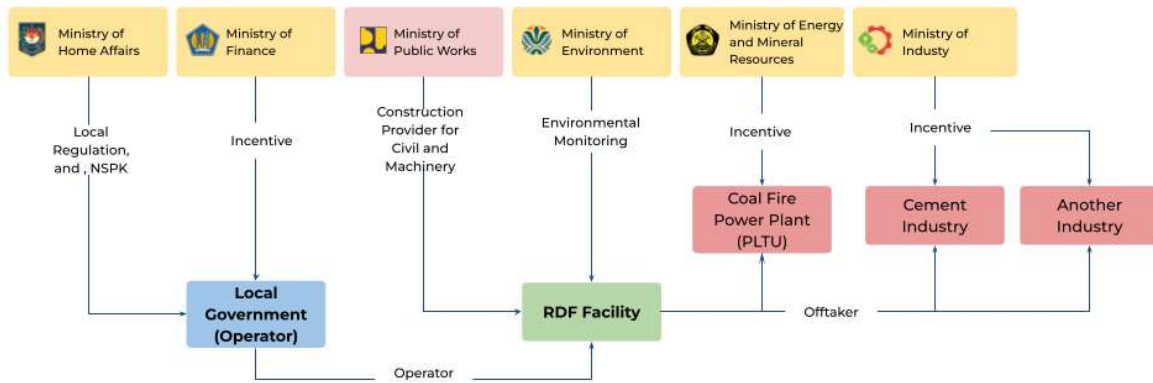 Ministry of
Home Affairs
Ministry of
Finance
Ministry of
Public Works
Ministry of
Environment
Ministry of Energy
and Mineral
Resources
Ministry of
Industy
Local
Regulation,
and , NSPK
Incentive
Construction
Provider for
Civil and
Machinery
Environmental
Monitoring
Incentive
Incentive
Coal Fire
Power Plant
(PLTU)
Cement
Industry
Another
Industry
Local
Government
(Operator)
RDF Facility
Offtaker
Operator